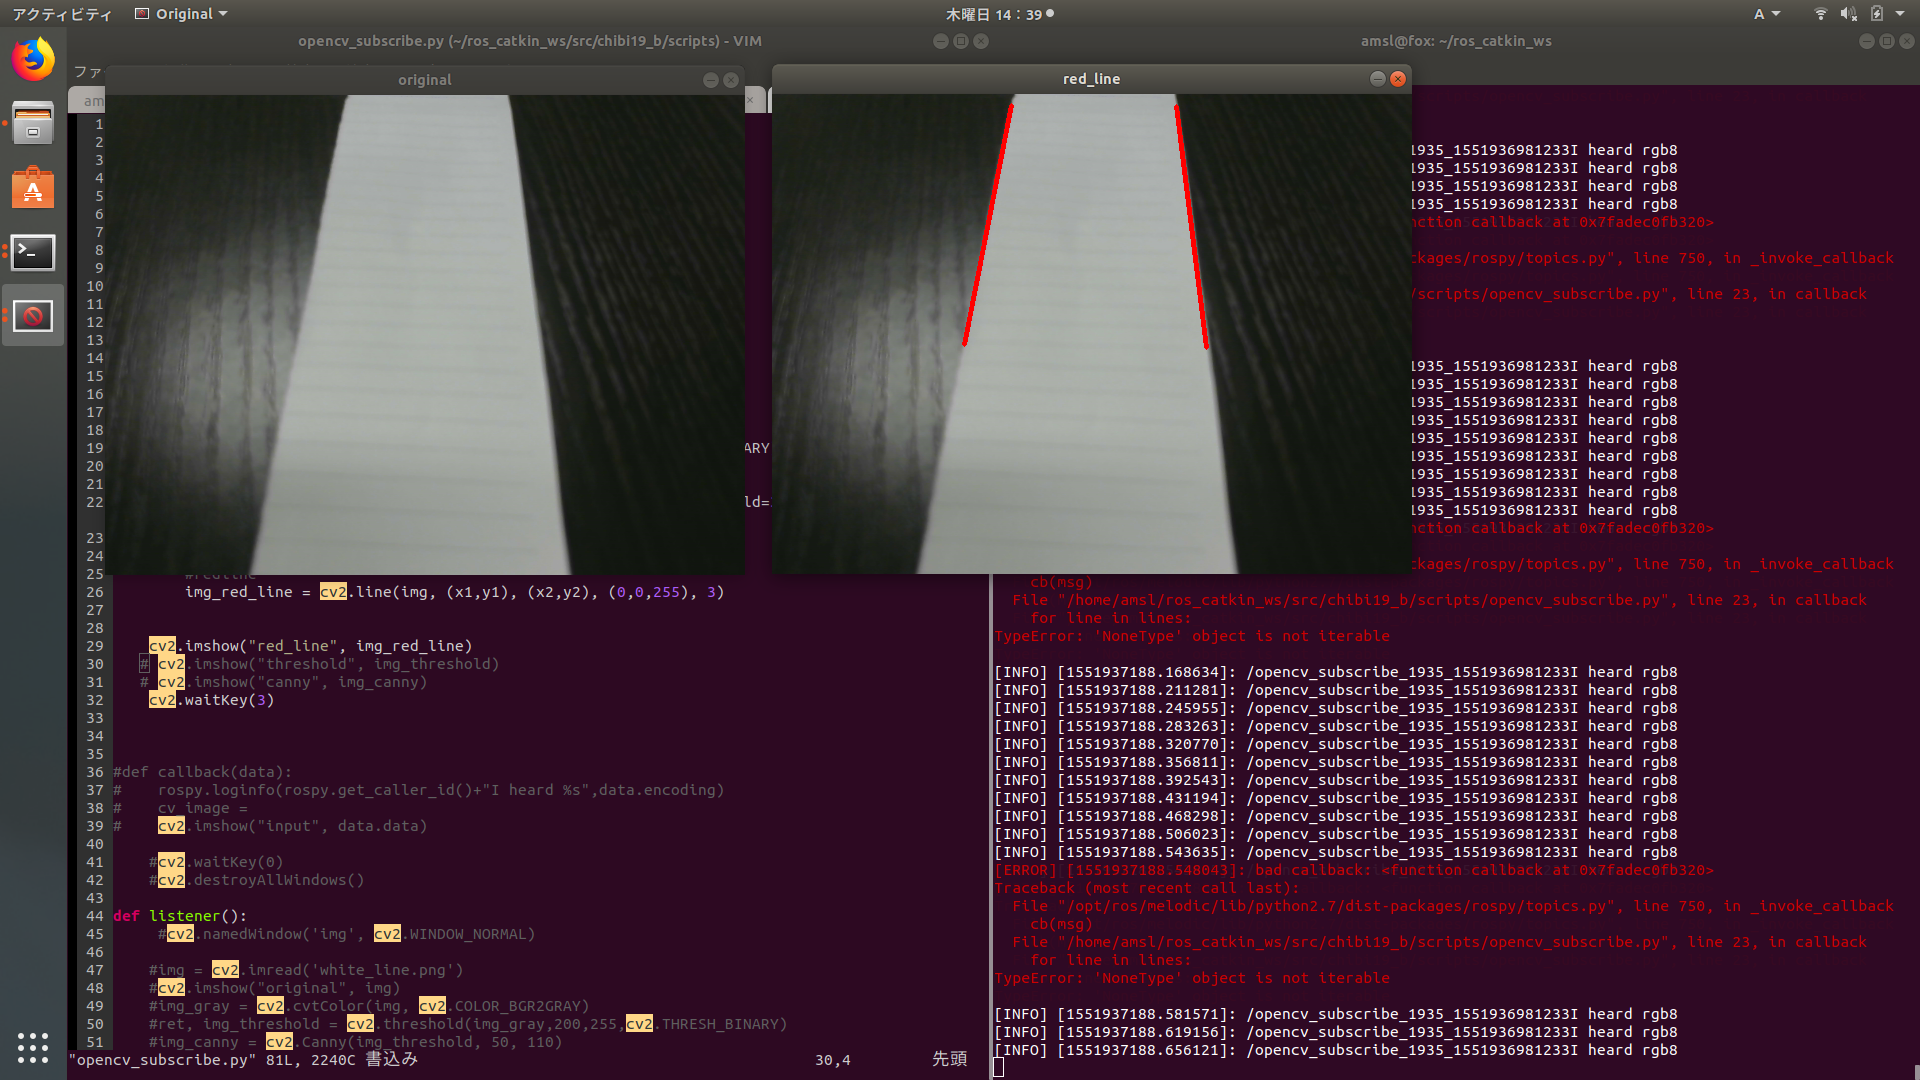 アクティビティ Original 木曜日 14：39 A
opencv_subscribe.py (~/ros_catkin_ws/src/chibi19_b/scripts) - VIM
amsl@fox: ~/ros_catkin_ws
ファ
original
red_line
am
1
2
3
4
5
6
7
8
9
10
11
12
13
14
15
16
17
18
19 ARY
20
21
22 ld=
23
24
25 #redline
26 img_red_line = cv2.line(img, (x1,y1), (x2,y2), (0,0,255), 3)
27
28
29 cv2.imshow("red_line", img_red_line)
30 # cv2.imshow("threshold", img_threshold)
31 # cv2.imshow("canny", img_canny)
32 cv2.waitKey(3)
33
34
35
36 #def callback(data):
37 # rospy.loginfo(rospy.get_caller_id()+"I heard %s",data.encoding)
38 # cv_image =
39 # cv2.imshow("input", data.data)
40
41 #cv2.waitKey(0)
42 #cv2.destroyAllWindows()
43
44 def listener():
45 #cv2.namedWindow('img', cv2.WINDOW_NORMAL)
46
47 #img = cv2.imread('white_line.png')
48 #cv2.imshow("original", img)
49 #img_gray = cv2.cvtColor(img, cv2.COLOR_BGR2GRAY)
50 #ret, img_threshold = cv2.threshold(img_gray,200,255,cv2.THRESH_BINARY)
51 #img_canny = cv2.Canny(img_threshold, 50, 110)
"opencv_subscribe.py" 81L, 2240C 書込み 30,4 先頭
1935_1551936981233I heard rgb8
1935_1551936981233I heard rgb8
1935_1551936981233I heard rgb8
1935_1551936981233I heard rgb8
nction callback at 0x7fadec0fb320>
ckages/rospy/topics.py", line 750, in _invoke_callback
/scripts/opencv_subscribe.py", line 23, in callback
1935_1551936981233I heard rgb8
1935_1551936981233I heard rgb8
1935_1551936981233I heard rgb8
1935_1551936981233I heard rgb8
1935_1551936981233I heard rgb8
1935_1551936981233I heard rgb8
1935_1551936981233I heard rgb8
1935_1551936981233I heard rgb8
1935_1551936981233I heard rgb8
nction callback at 0x7fadec0fb320>
ckages/rospy/topics.py", line 750, in _invoke_callback
cb(msg)
File "/home/amsl/ros_catkin_ws/src/chibi19_b/scripts/opencv_subscribe.py", line 23, in callback
for line in lines:
TypeError: 'NoneType' object is not iterable
[INFO] [1551937188.168634]: /opencv_subscribe_1935_1551936981233I heard rgb8
[INFO] [1551937188.211281]: /opencv_subscribe_1935_1551936981233I heard rgb8
[INFO] [1551937188.245955]: /opencv_subscribe_1935_1551936981233I heard rgb8
[INFO] [1551937188.283263]: /opencv_subscribe_1935_1551936981233I heard rgb8
[INFO] [1551937188.320770]: /opencv_subscribe_1935_1551936981233I heard rgb8
[INFO] [1551937188.356811]: /opencv_subscribe_1935_1551936981233I heard rgb8
[INFO] [1551937188.392543]: /opencv_subscribe_1935_1551936981233I heard rgb8
[INFO] [1551937188.431194]: /opencv_subscribe_1935_1551936981233I heard rgb8
[INFO] [1551937188.468298]: /opencv_subscribe_1935_1551936981233I heard rgb8
[INFO] [1551937188.506023]: /opencv_subscribe_1935_1551936981233I heard rgb8
[INFO] [1551937188.543635]: /opencv_subscribe_1935_1551936981233I heard rgb8
[ERROR] [1551937188.548043]: bad callback: <function callback at 0x7fadec0fb320>
Traceback (most recent call last):
File "/opt/ros/melodic/lib/python2.7/dist-packages/rospy/topics.py", line 750, in _invoke_callback
cb(msg)
File "/home/amsl/ros_catkin_ws/src/chibi19_b/scripts/opencv_subscribe.py", line 23, in callback
for line in lines:
TypeError: 'NoneType' object is not iterable
[INFO] [1551937188.581571]: /opencv_subscribe_1935_1551936981233I heard rgb8
[INFO] [1551937188.619156]: /opencv_subscribe_1935_1551936981233I heard rgb8
[INFO] [1551937188.656121]: /opencv_subscribe_1935_1551936981233I heard rgb8